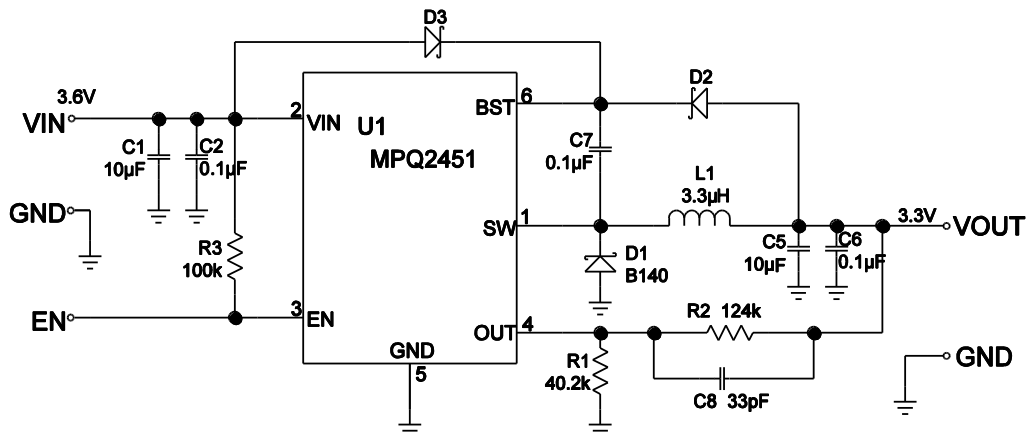 D3
3.6V
VIN
2
VIN
U1
MPQ2451
BST
6
D2
C1
10µF
C2
0.1µF
C7
0.1µF
L1
3.3µH
GND
SW
1
3.3V
VOUT
R3
100k
D1
B140
C5
10µF
C6
0.1µF
EN
3
EN
OUT
4
R2 124k
GND
5
R1
40.2k
C8 33pF
GND